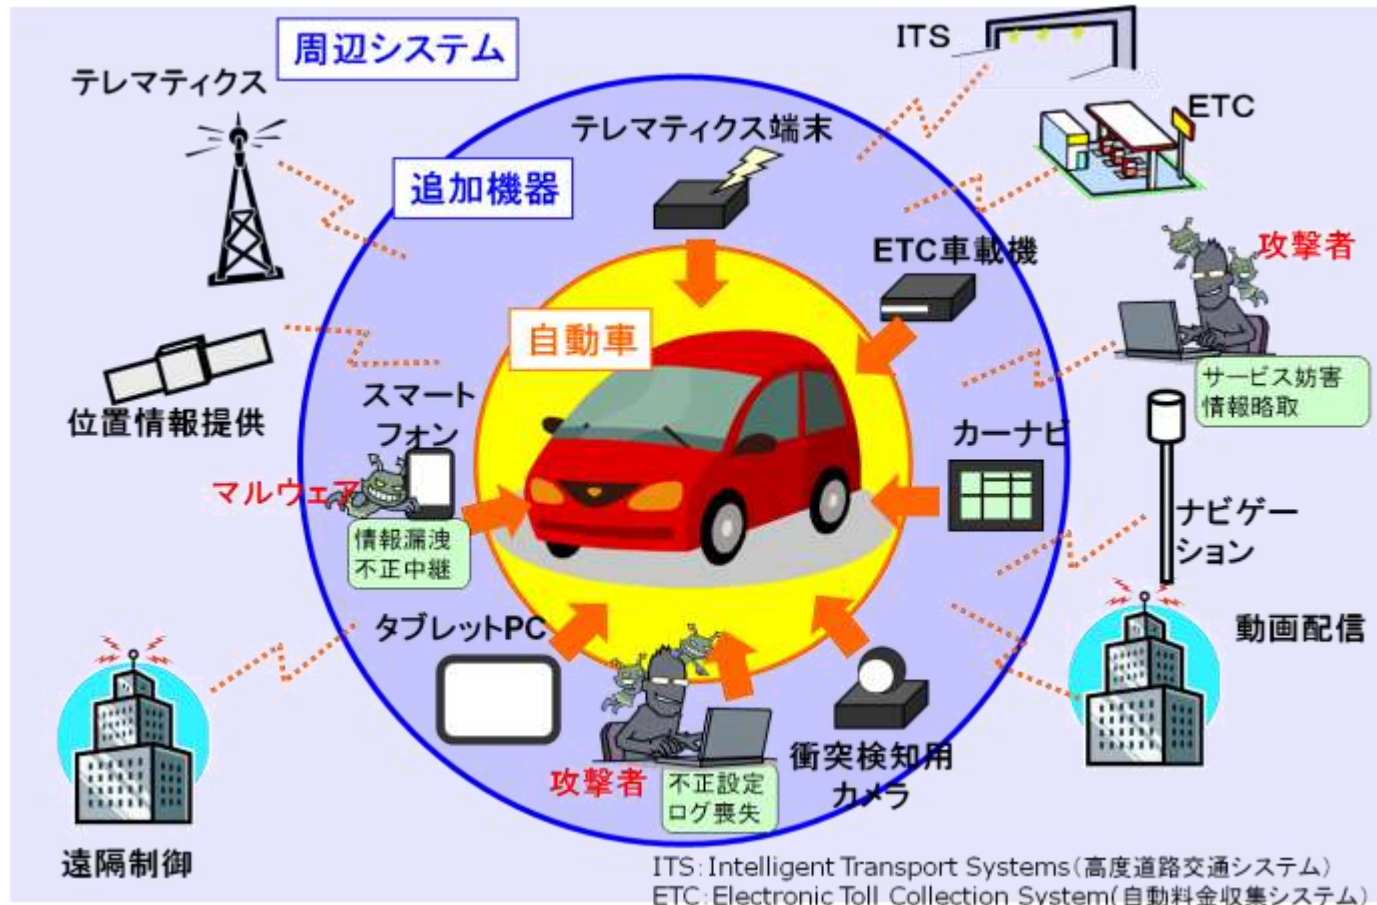 周辺システム
ITS
テレマティクス
ETC
テレマティクス端末
追加機器
ETC車載機
攻撃者
自動車
サービス妨害
情報略取
位置情報提供
スマート
フォン
カーナビ
マルウェア
情報漏洩
不正中継
ナビゲー
ション
タブレットPC
動画配信
攻撃者
不正設定
ログ喪失
衝突検知用
カメラ
遠隔制御
ITS:Intelligent Transport Systems(高度道路交通システム)
ETC:Electronic Toll Collection System(自動料金収集システム)